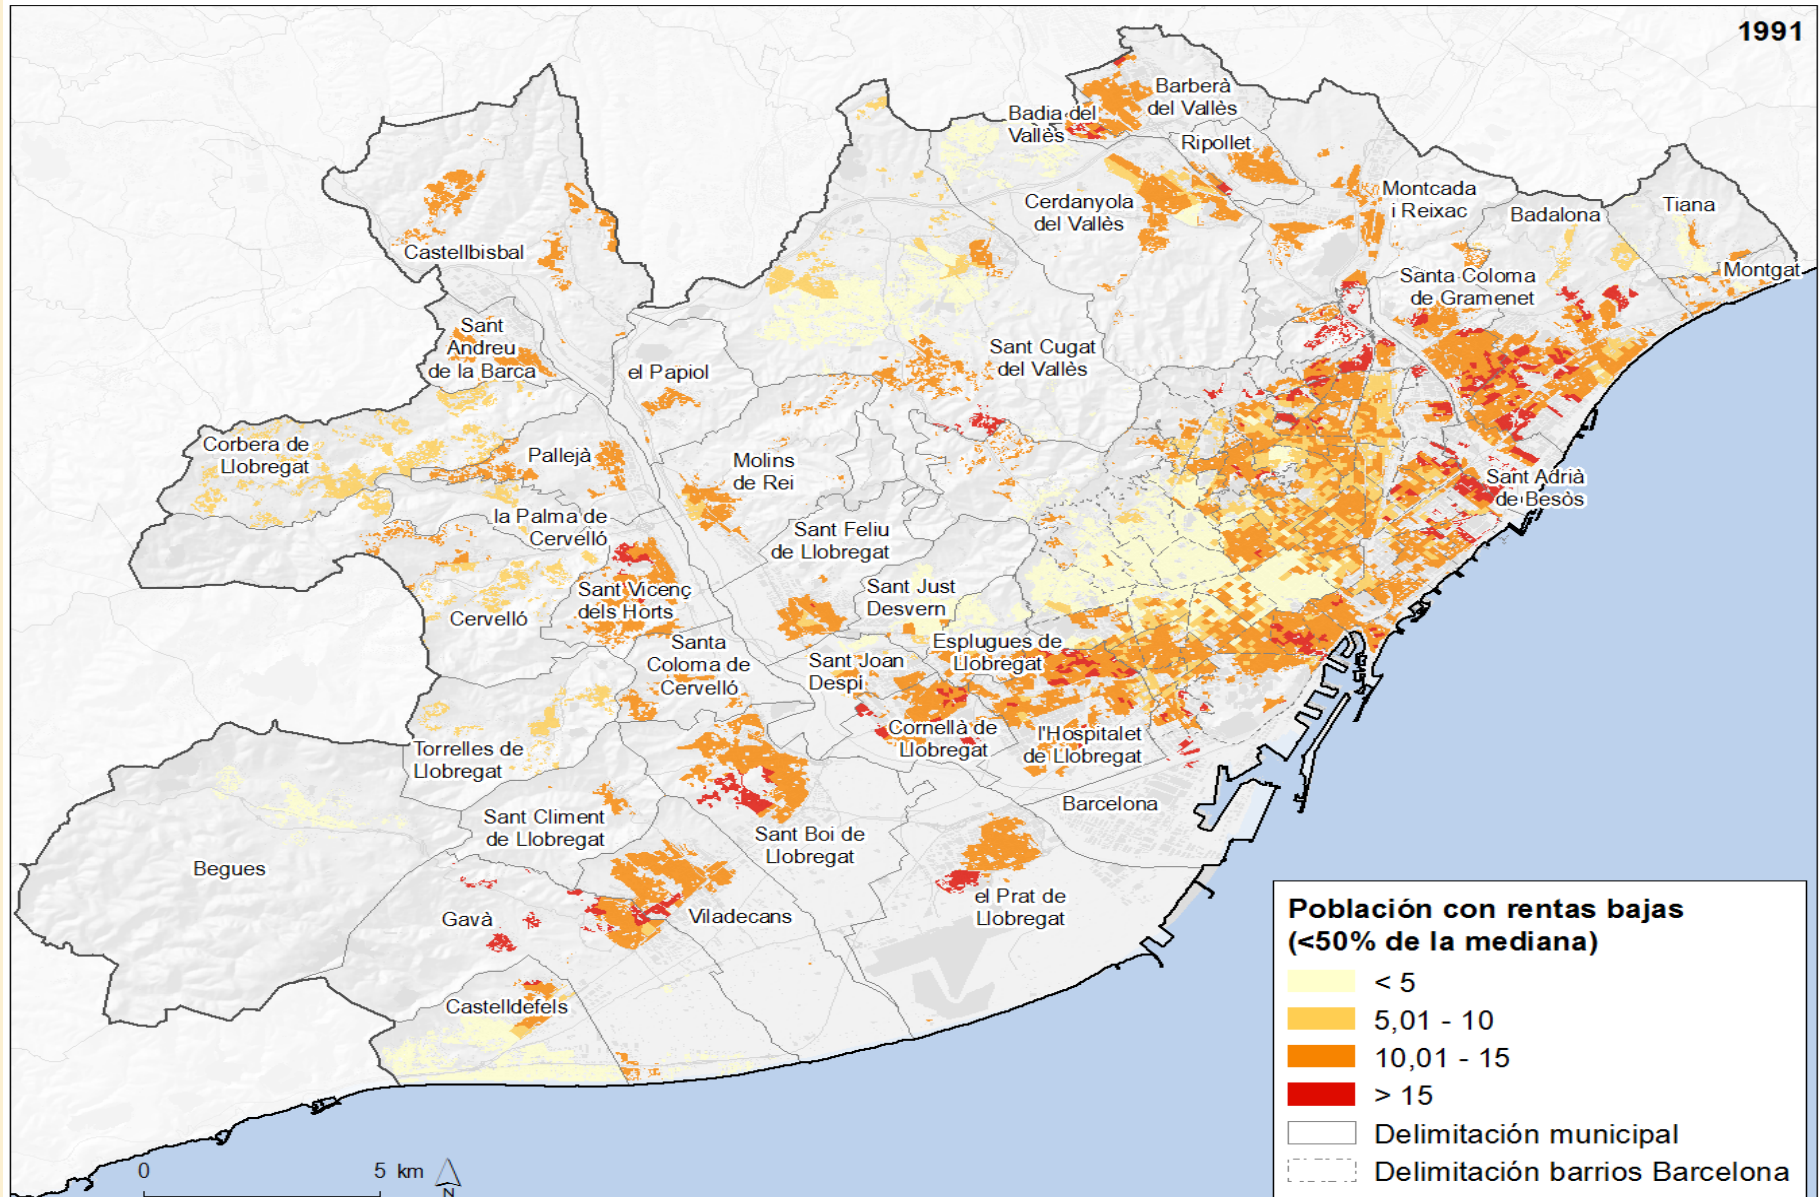 1991
Barberà
del Vallès
Badia del
Vallès
Ripollet
Montcada
i Reixac
Cerdanyola
del Vallès
Badalona
Tiana
Castellbisbal
Montgat
Santa Coloma
de Gramenet
Sant
Andreu
de la Barca
el Papiol
Sant Cugat
del Vallès
Corbera de
Llobregat
Pallejà
Molins
de Rei
Sant Adrià
de Besòs
la Palma de
Cervelló
Sant Feliu
de Llobregat
Sant Vicenç
dels Horts
Sant Just
Desvern
Cervelló
Santa
Coloma de
Cervelló
Esplugues de
Llobregat
Sant Joan
Despí
Cornellà de
Llobregat
l'Hospitalet
de Llobregat
Torrelles de
Llobregat
Barcelona
Sant Climent
de Llobregat
Sant Boi de
Llobregat
Begues
el Prat de
Llobregat
Gavà
Viladecans
Castelldefels
Población con rentas bajas
(<50% de la mediana)
< 5
5,01 - 10
10,01 - 15
> 15
Delimitación municipal
Delimitación barrios Barcelona
0 5 km
N